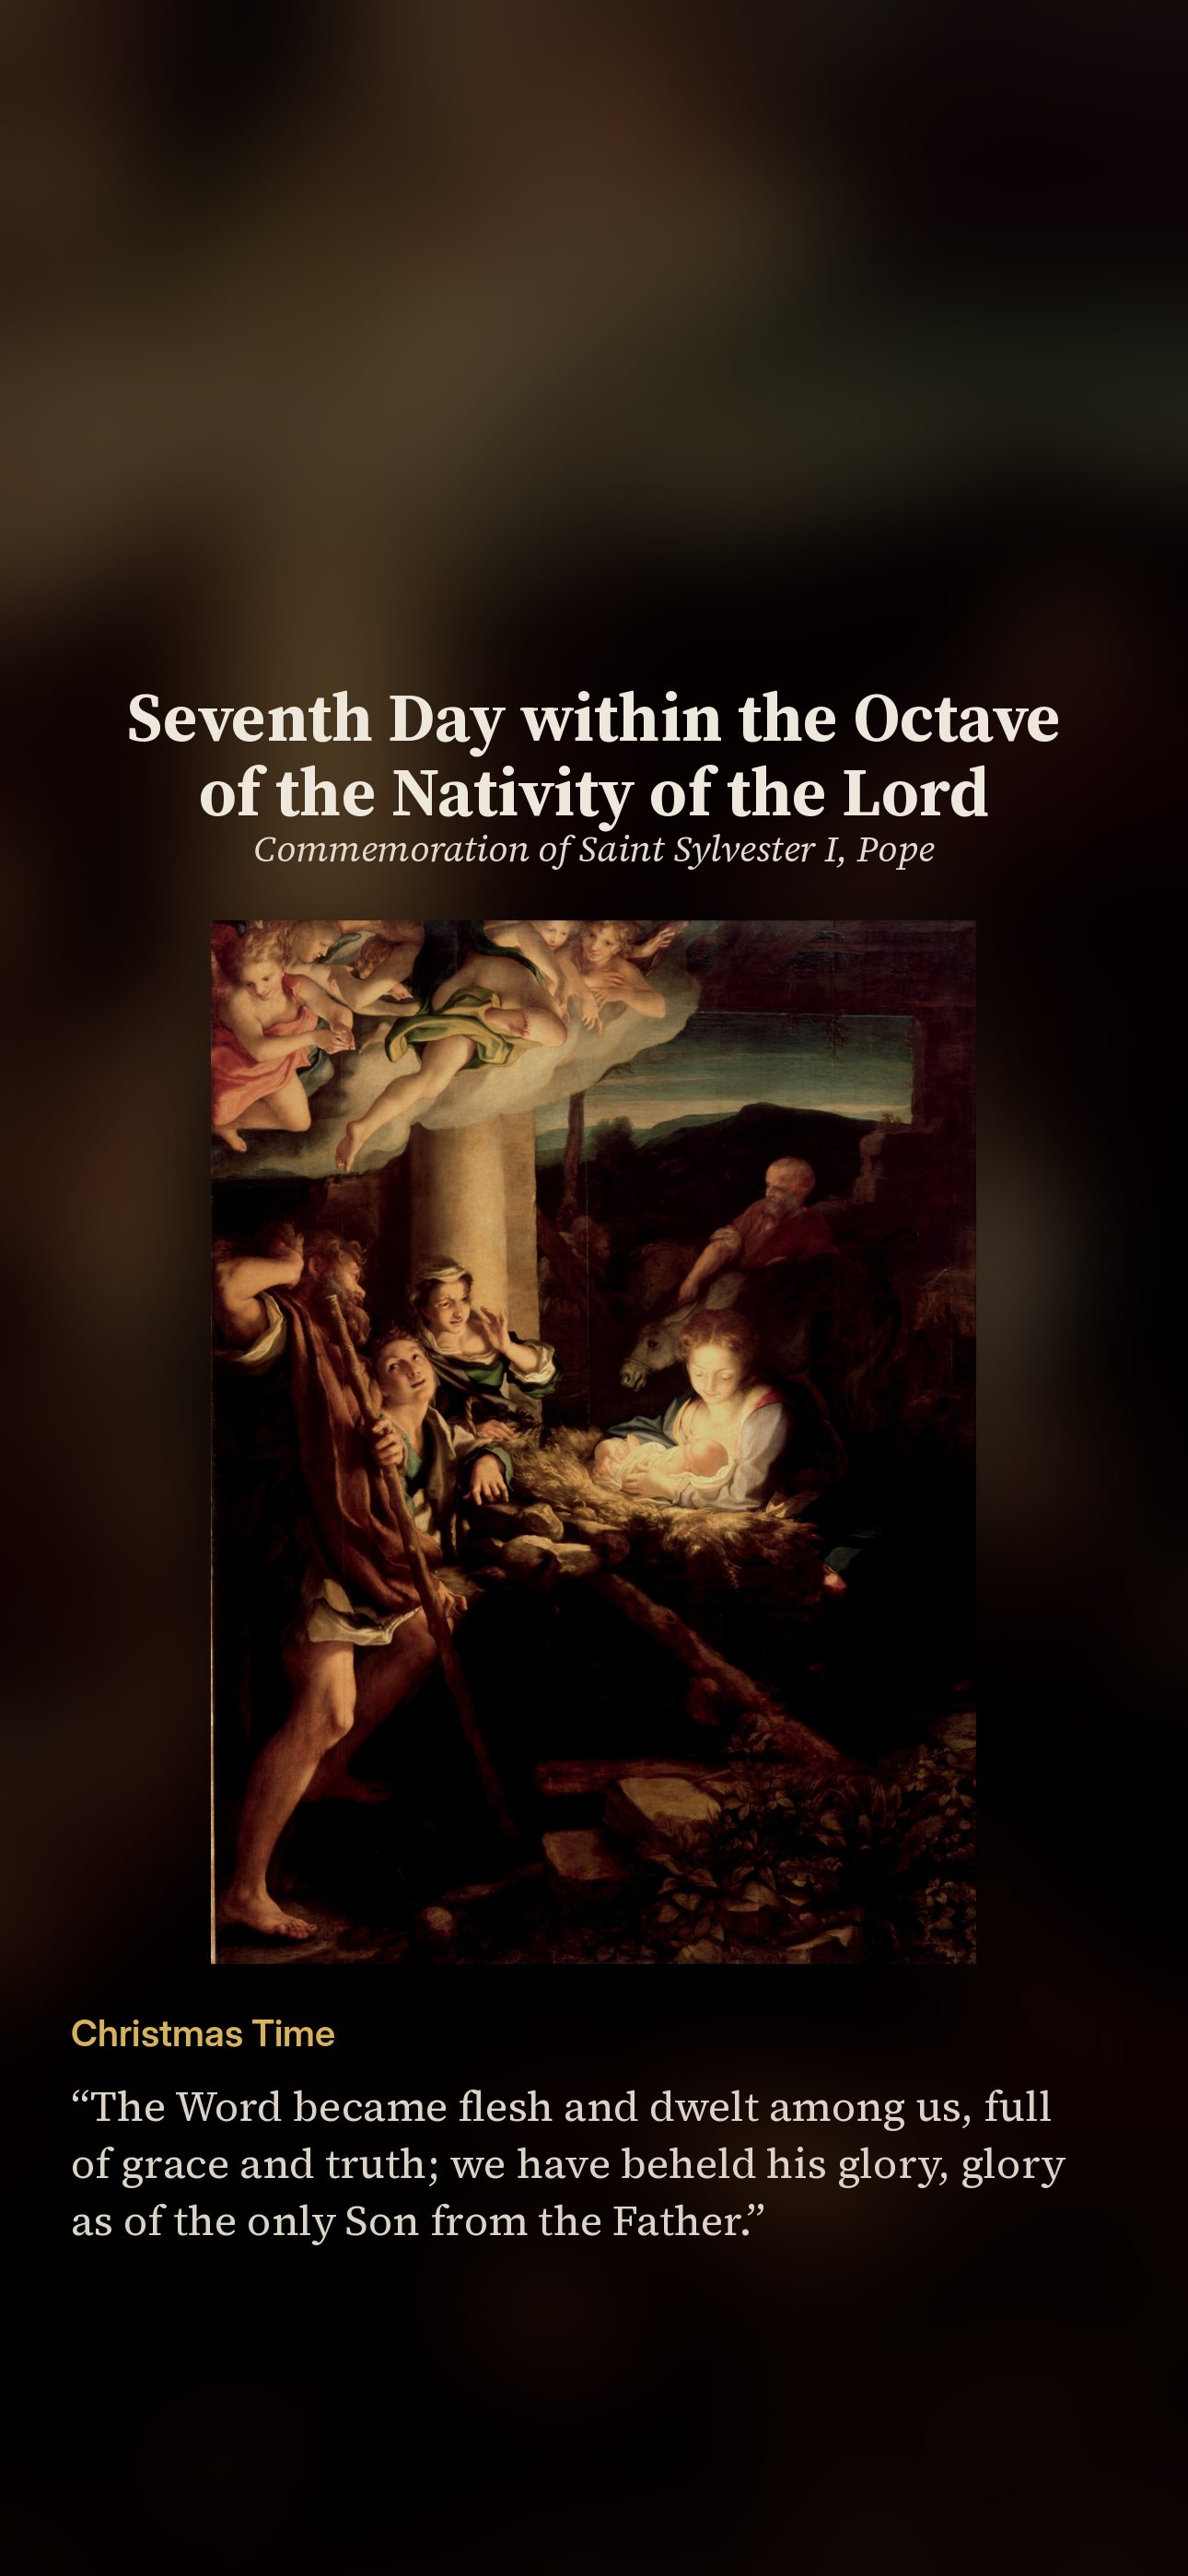 Seventh Day within the Octave
of the Nativity of the Lord
Commemoration of Saint Sylvester I, Pope
Christmas Time
“The Word became flesh and dwelt among us, full
of grace and truth; we have beheld his glory, glory
as of the only Son from the Father.”